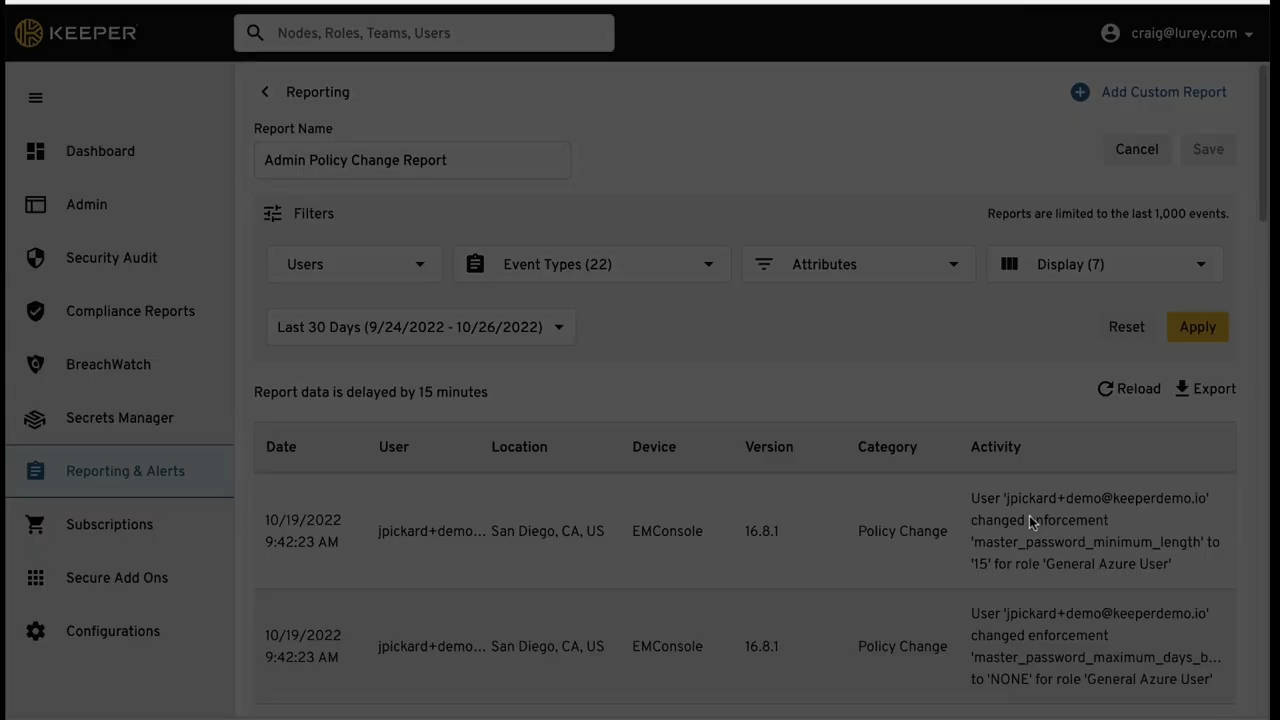 KEEPER
Nodes, Roles, Teams, Users
craig@lurey.com
Dashboard
Admin
Security Audit
Compliance Reports
BreachWatch
Secrets Manager
Reporting & Alerts
Subscriptions
Secure Add Ons
Configurations
Reporting
Add Custom Report
Report Name
Admin Policy Change Report
Cancel
Save
Filters
Reports are limited to the last 1,000 events.
Users
Event Types (22)
Attributes
Display (7)
Last 30 Days (9/24/2022 - 10/26/2022)
Reset
Apply
Report data is delayed by 15 minutes
Reload
Export
Date
User
Location
Device
Version
Category
Activity
10/19/2022
9:42:23 AM
jpickard+demo...
San Diego, CA, US
EMConsole
16.8.1
Policy Change
User 'jpickard+demo@keeperdemo.io'
changed enforcement
'master_password_minimum_length' to
'15' for role 'General Azure User'
10/19/2022
9:42:23 AM
jpickard+demo...
San Diego, CA, US
EMConsole
16.8.1
Policy Change
User 'jpickard+demo@keeperdemo.io'
changed enforcement
'master_password_maximum_days_b...
to 'NONE' for role 'General Azure User'